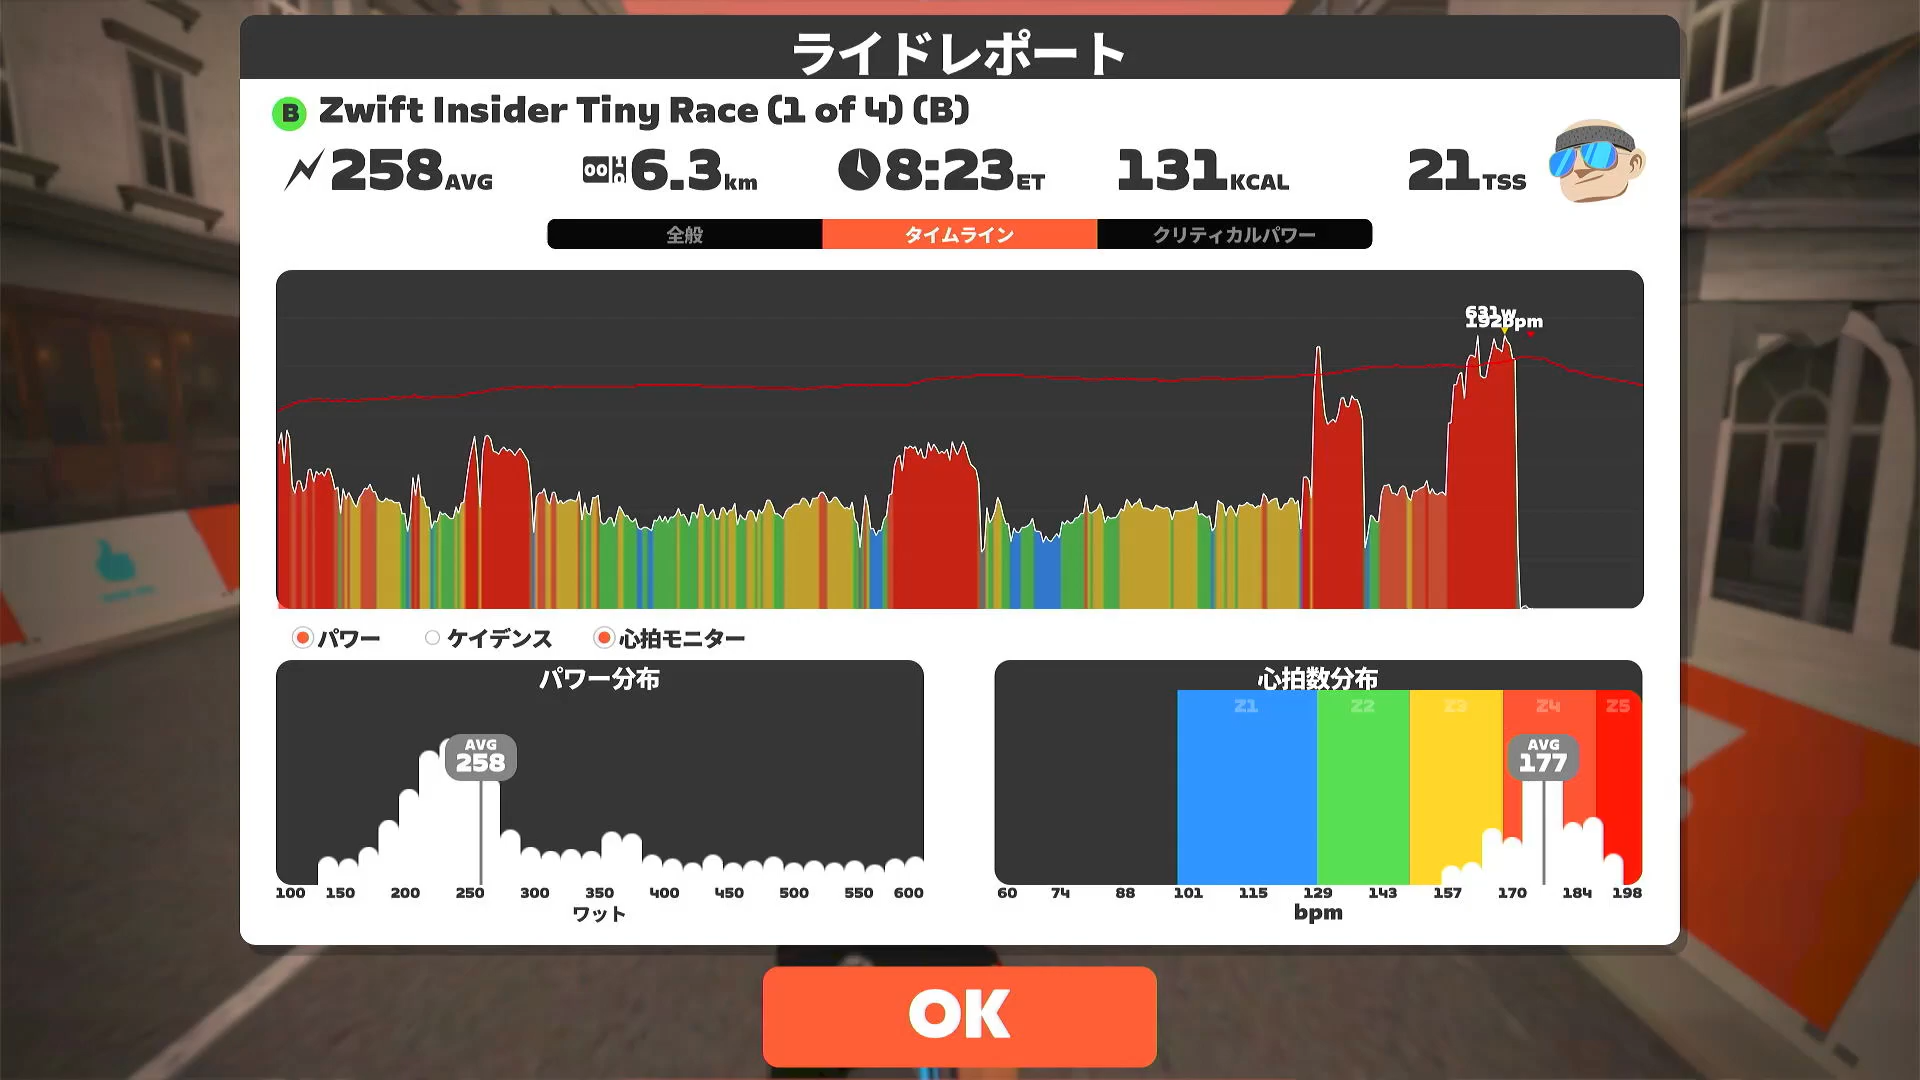 ライドレポート
B Zwift Insider Tiny Race (1 of 4) (B)
258AVG 6.3km 8:23ET 131KCAL 21TSS
全般 タイムライン クリティカルパワー
631w
192bpm
パワー ケイデンス 心拍モニター
パワー分布
AVG
258
100 150 200 250 300 350 400 450 500 550 600
ワット
心拍数分布
Z1 Z2 Z3 Z4 Z5
AVG
177
60 74 88 101 115 129 143 157 170 184 198
bpm
OK